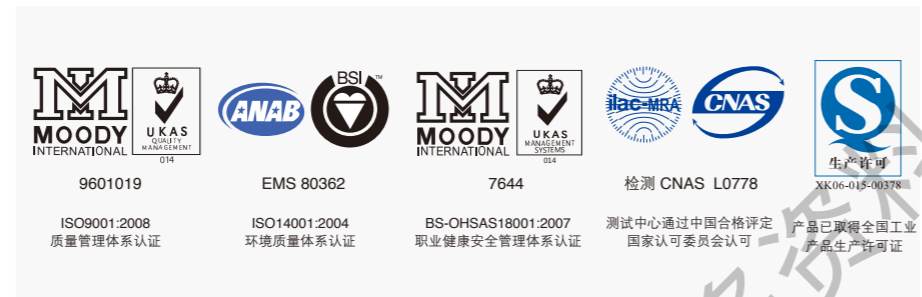 MOODY
INTERNATIONAL
UKAS
QUALITY
MANAGEMENT
014
9601019
ISO9001:2008
质量管理体系认证
ANAB
BSI
TM
EMS 80362
ISO14001:2004
环境质量体系认证
MOODY
INTERNATIONAL
UKAS
MANAGEMENT
SYSTEMS
014
7644
BS-OHSAS18001:2007
职业健康安全管理体系认证
ilac-MRA
CNAS
检测 CNAS L0778
测试中心通过中国合格评定
国家认可委员会认可
生产许可
XK06-015-00378
产品已取得全国工业
产品生产许可证
资料